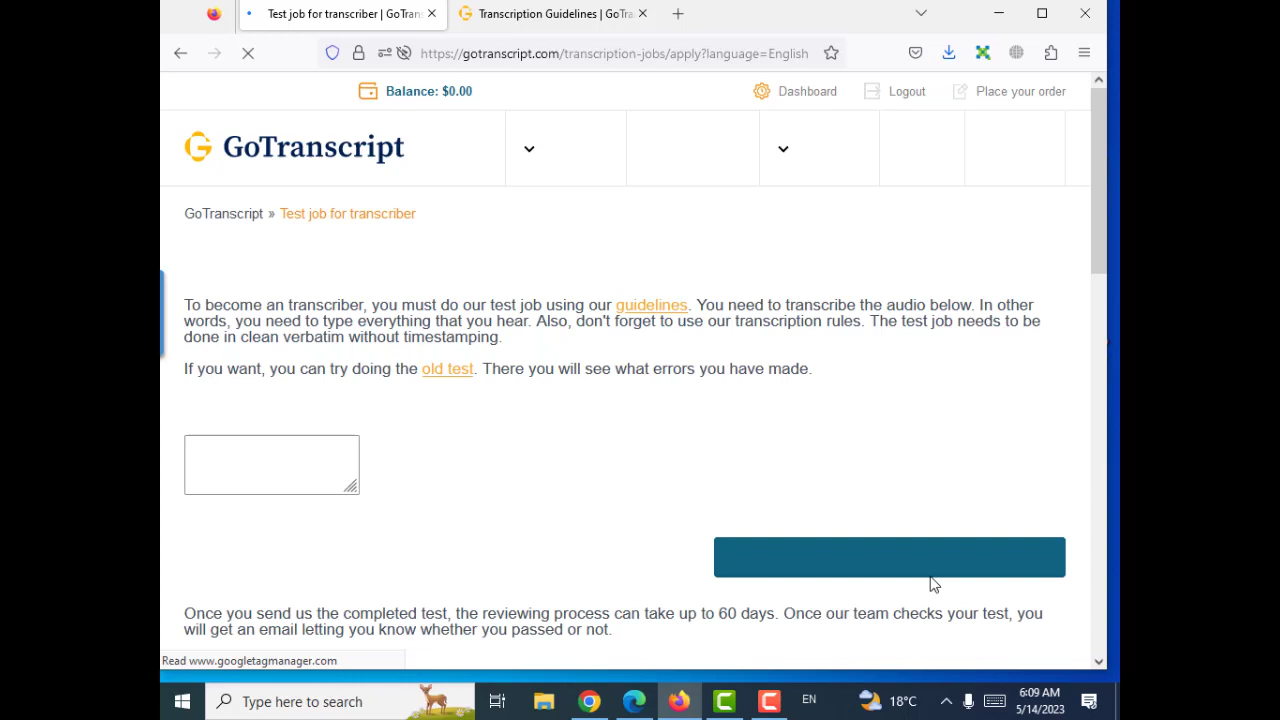 Test job for transcriber | GoTrans
Transcription Guidelines | GoTra
https://gotranscript.com/transcription-jobs/apply?language=English
Balance: $0.00
Dashboard
Logout
Place your order
GoTranscript
GoTranscript » Test job for transcriber
To become an transcriber, you must do our test job using our guidelines. You need to transcribe the audio below. In other
words, you need to type everything that you hear. Also, don't forget to use our transcription rules. The test job needs to be
done in clean verbatim without timestamping.
If you want, you can try doing the old test. There you will see what errors you have made.
Once you send us the completed test, the reviewing process can take up to 60 days. Once our team checks your test, you
will get an email letting you know whether you passed or not.
Read www.googletagmanager.com
Type here to search
EN
18°C
6:09 AM
5/14/2023